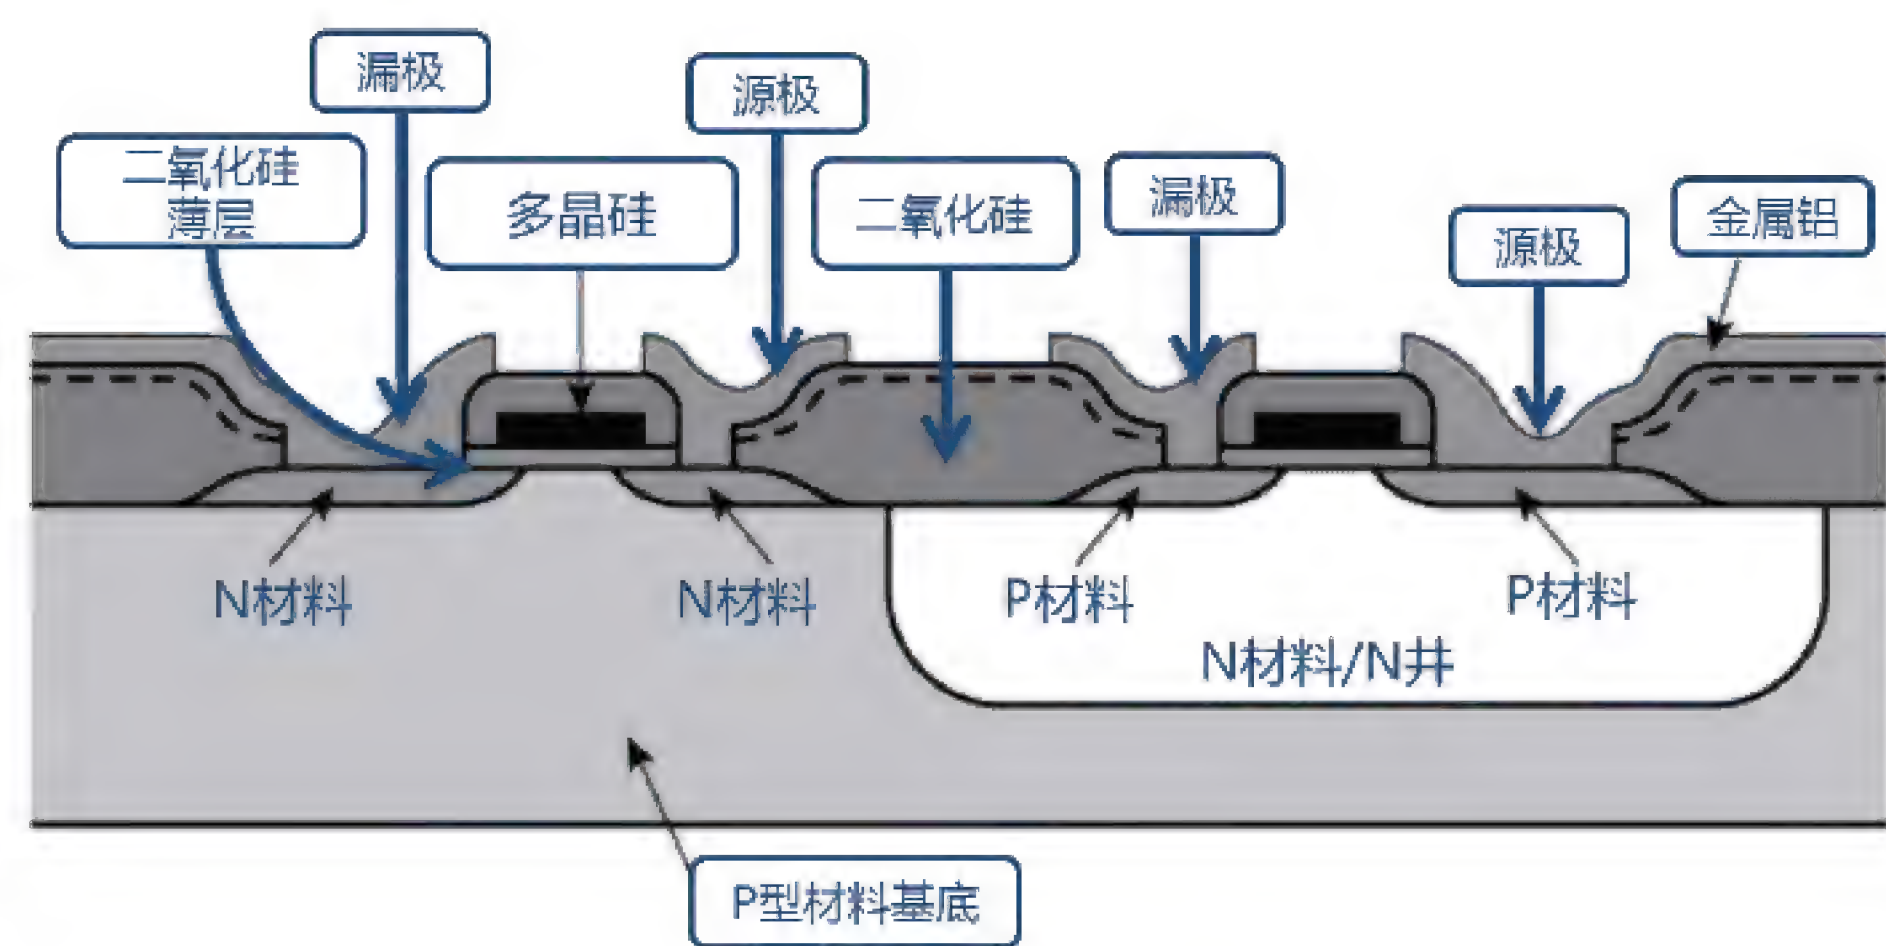 漏极
源极
二氧化硅
薄层
多晶硅
二氧化硅
漏极
源极
金属铝
N材料
N材料
P材料
P材料
N材料/N井
P型材料基底